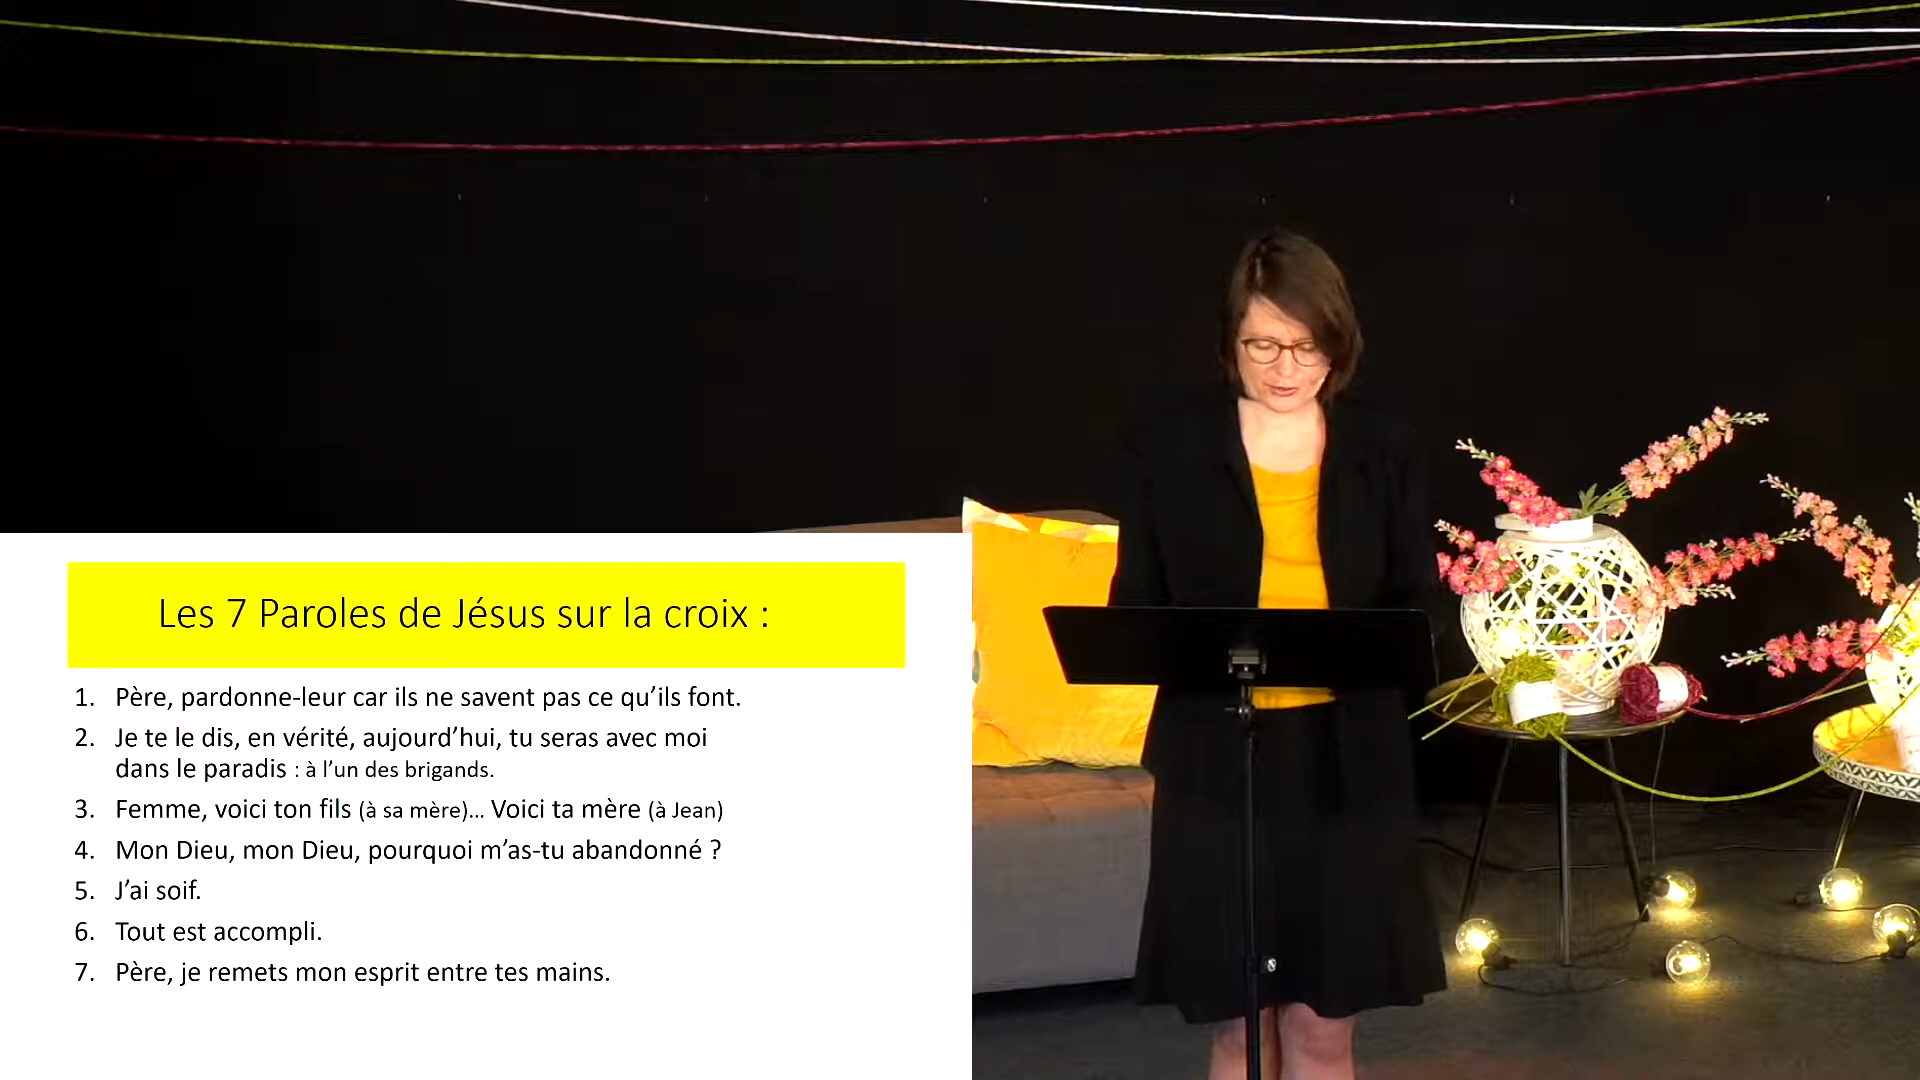 Les 7 Paroles de Jésus sur la croix :
1. Père, pardonne-leur car ils ne savent pas ce qu’ils font.
2. Je te le dis, en vérité, aujourd’hui, tu seras avec moi
dans le paradis : à l’un des brigands.
3. Femme, voici ton fils (à sa mère)... Voici ta mère (à Jean)
4. Mon Dieu, mon Dieu, pourquoi m’as-tu abandonné ?
5. J’ai soif.
6. Tout est accompli.
7. Père, je remets mon esprit entre tes mains.